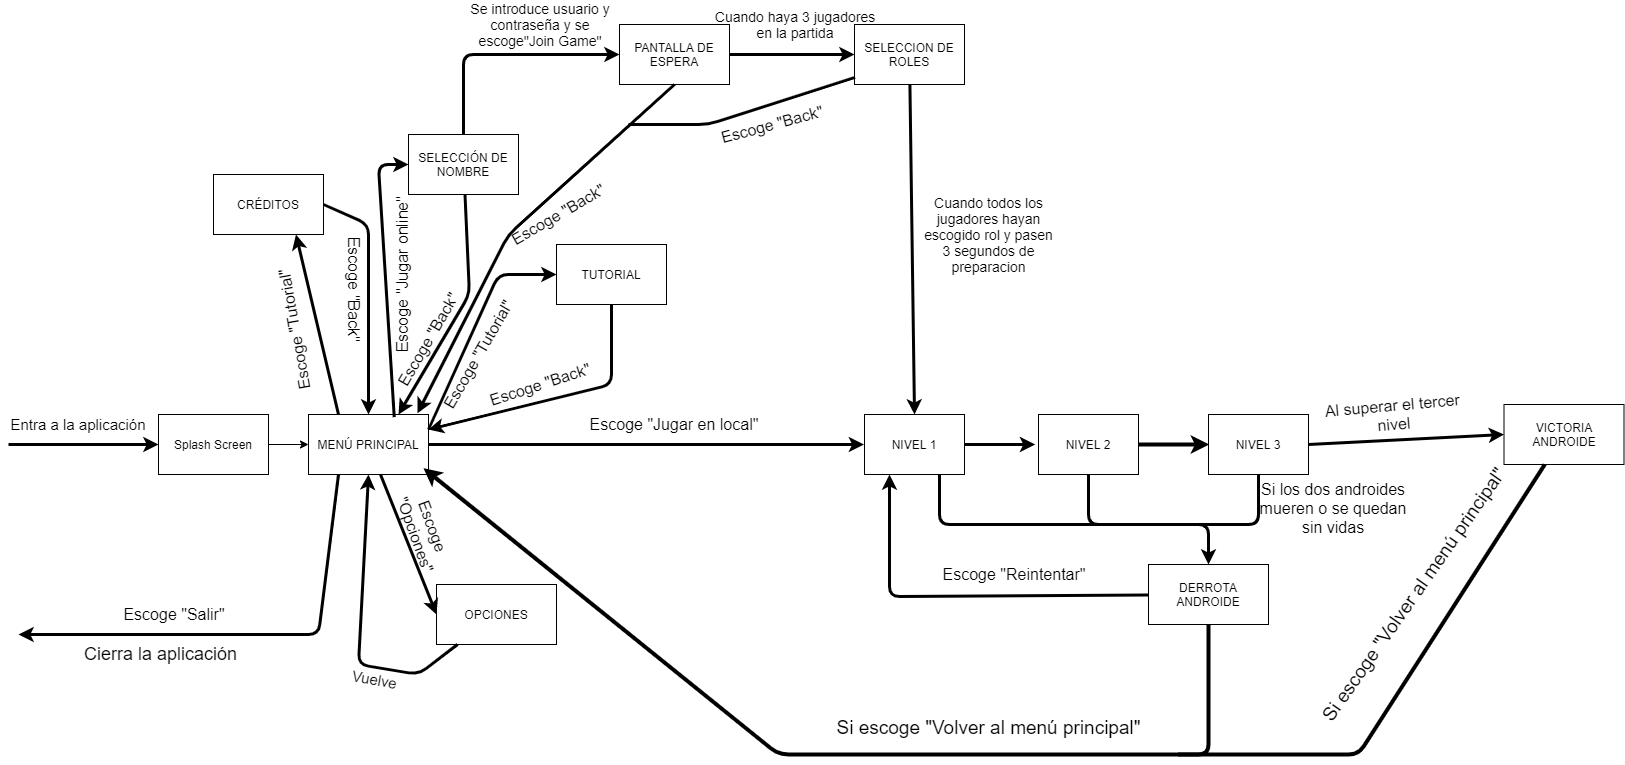 Se introduce usuario y
contraseña y se
escoge"Join Game"
Cuando haya 3 jugadores
en la partida
PANTALLA DE
ESPERA
SELECCION DE
ROLES
Escoge "Back"
SELECCIÓN DE
NOMBRE
CRÉDITOS
Escoge "Back"
Cuando todos los
jugadores hayan
escogido rol y pasen
3 segundos de
preparacion
Escoge "Jugar online"
Escoge "Back"
Escoge "Tutorial"
TUTORIAL
Escoge "Back"
Escoge "Tutorial"
Escoge "Back"
Entra a la aplicación
Splash Screen
MENÚ PRINCIPAL
Escoge "Jugar en local"
NIVEL 1
NIVEL 2
NIVEL 3
Al superar el tercer
nivel
VICTORIA
ANDROIDE
Si los dos androides
mueren o se quedan
sin vidas
Escoge
"Opciones"
Escoge "Reintentar"
DERROTA
ANDROIDE
Escoge "Salir"
Cierra la aplicación
OPCIONES
Vuelve
Si escoge "Volver al menú principal"
Si escoge "Volver al menú principal"